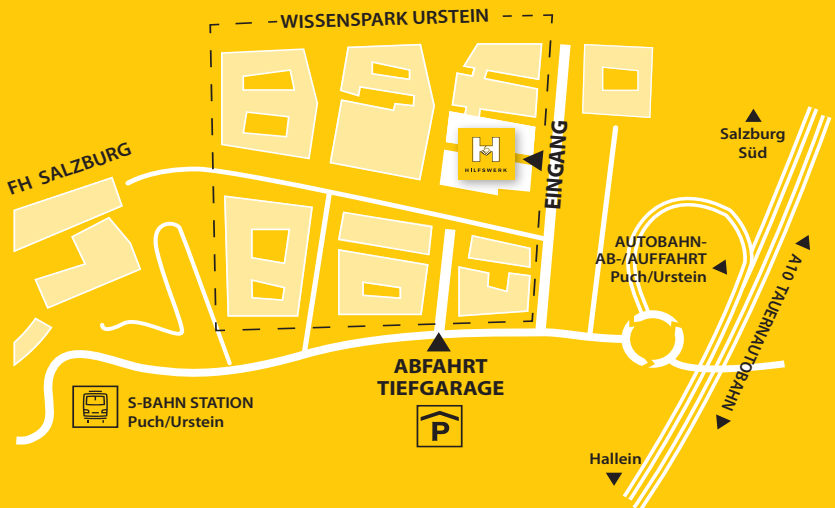 WISSENSPARK URSTEIN
FH SALZBURG
H
HILFSWERK
EINGANG
Salzburg
Süd
AUTOBAHN-
AB-/AUFFAHRT
Puch/Urstein
A10 TAUERNAUTOBAHN
ABFAHRT
TIEFGARAGE
P
S-BAHN STATION
Puch/Urstein
Hallein